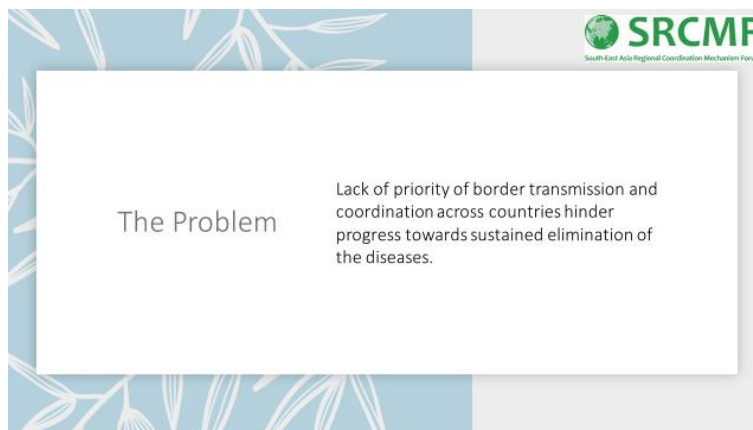 SRCMF
South-East Asia Regional Coordination Mechanism Foru
The Problem
Lack of priority of border transmission and
coordination across countries hinder
progress towards sustained elimination of
the diseases.